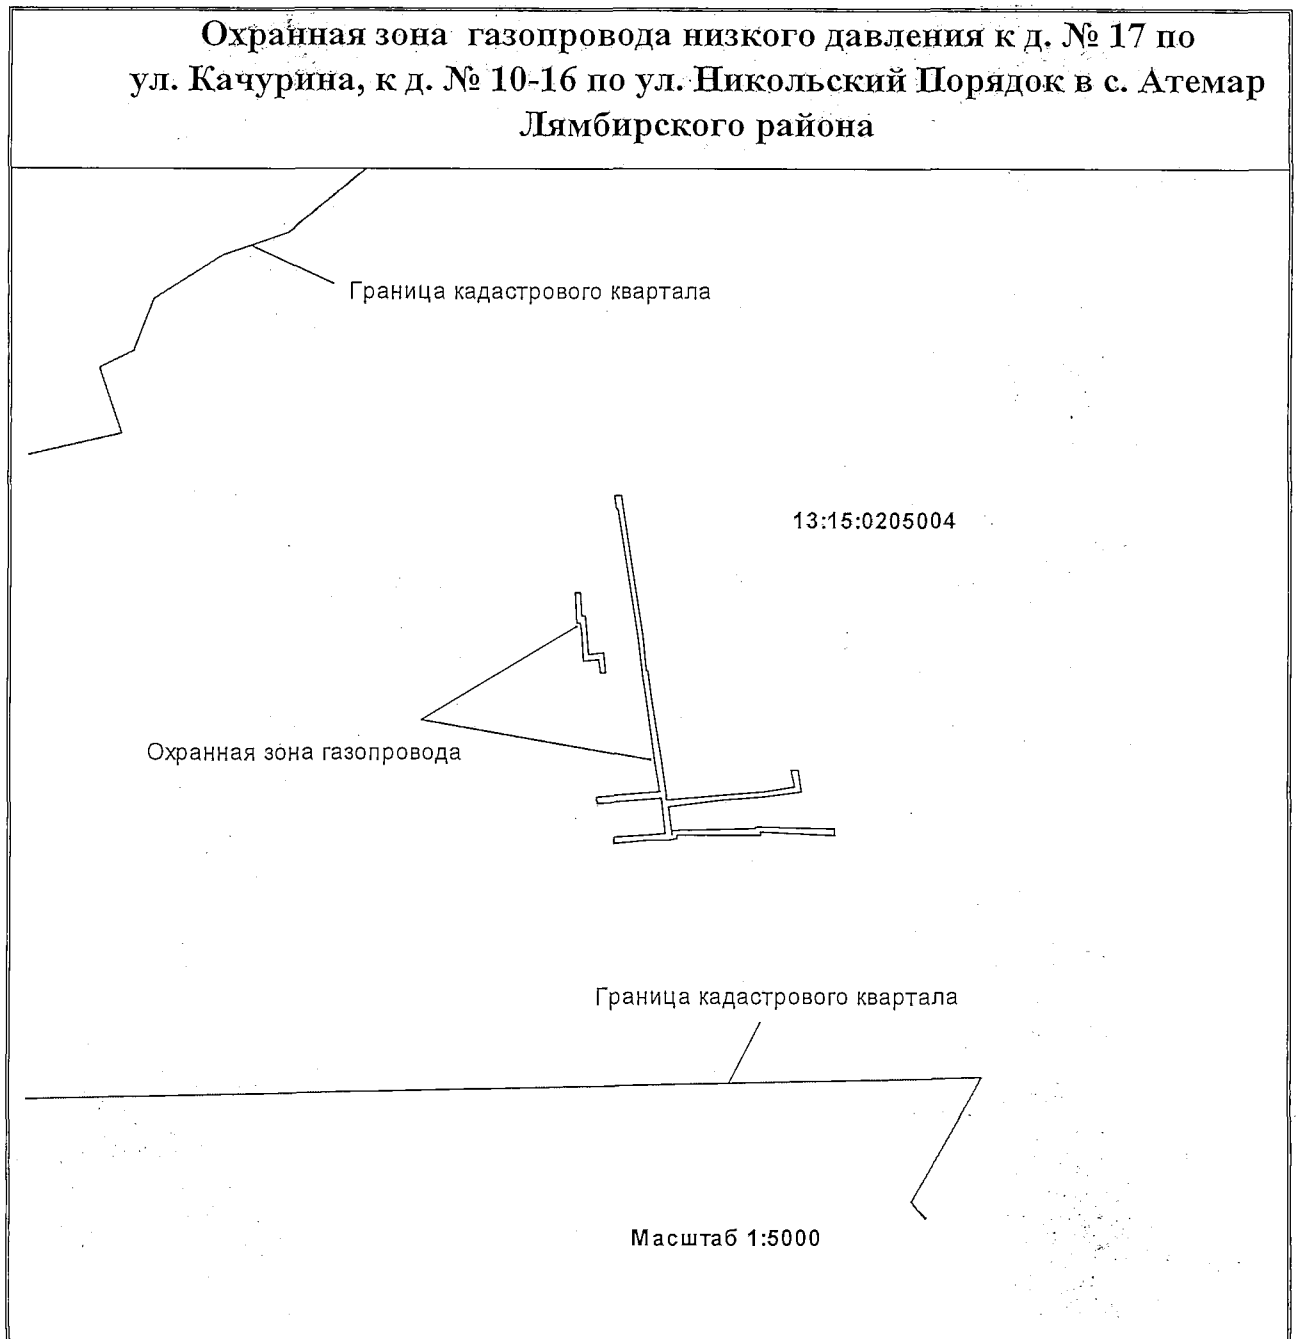 Охранная зона газопровода низкого давления к д. № 17 по
ул. Качурина, к д. № 10-16 по ул. Никольский Порядок в с. Атемар
Лямбирского района
Граница кадастрового квартала
13:15:0205004
Охранная зона газопровода
Граница кадастрового квартала
Масштаб 1:5000